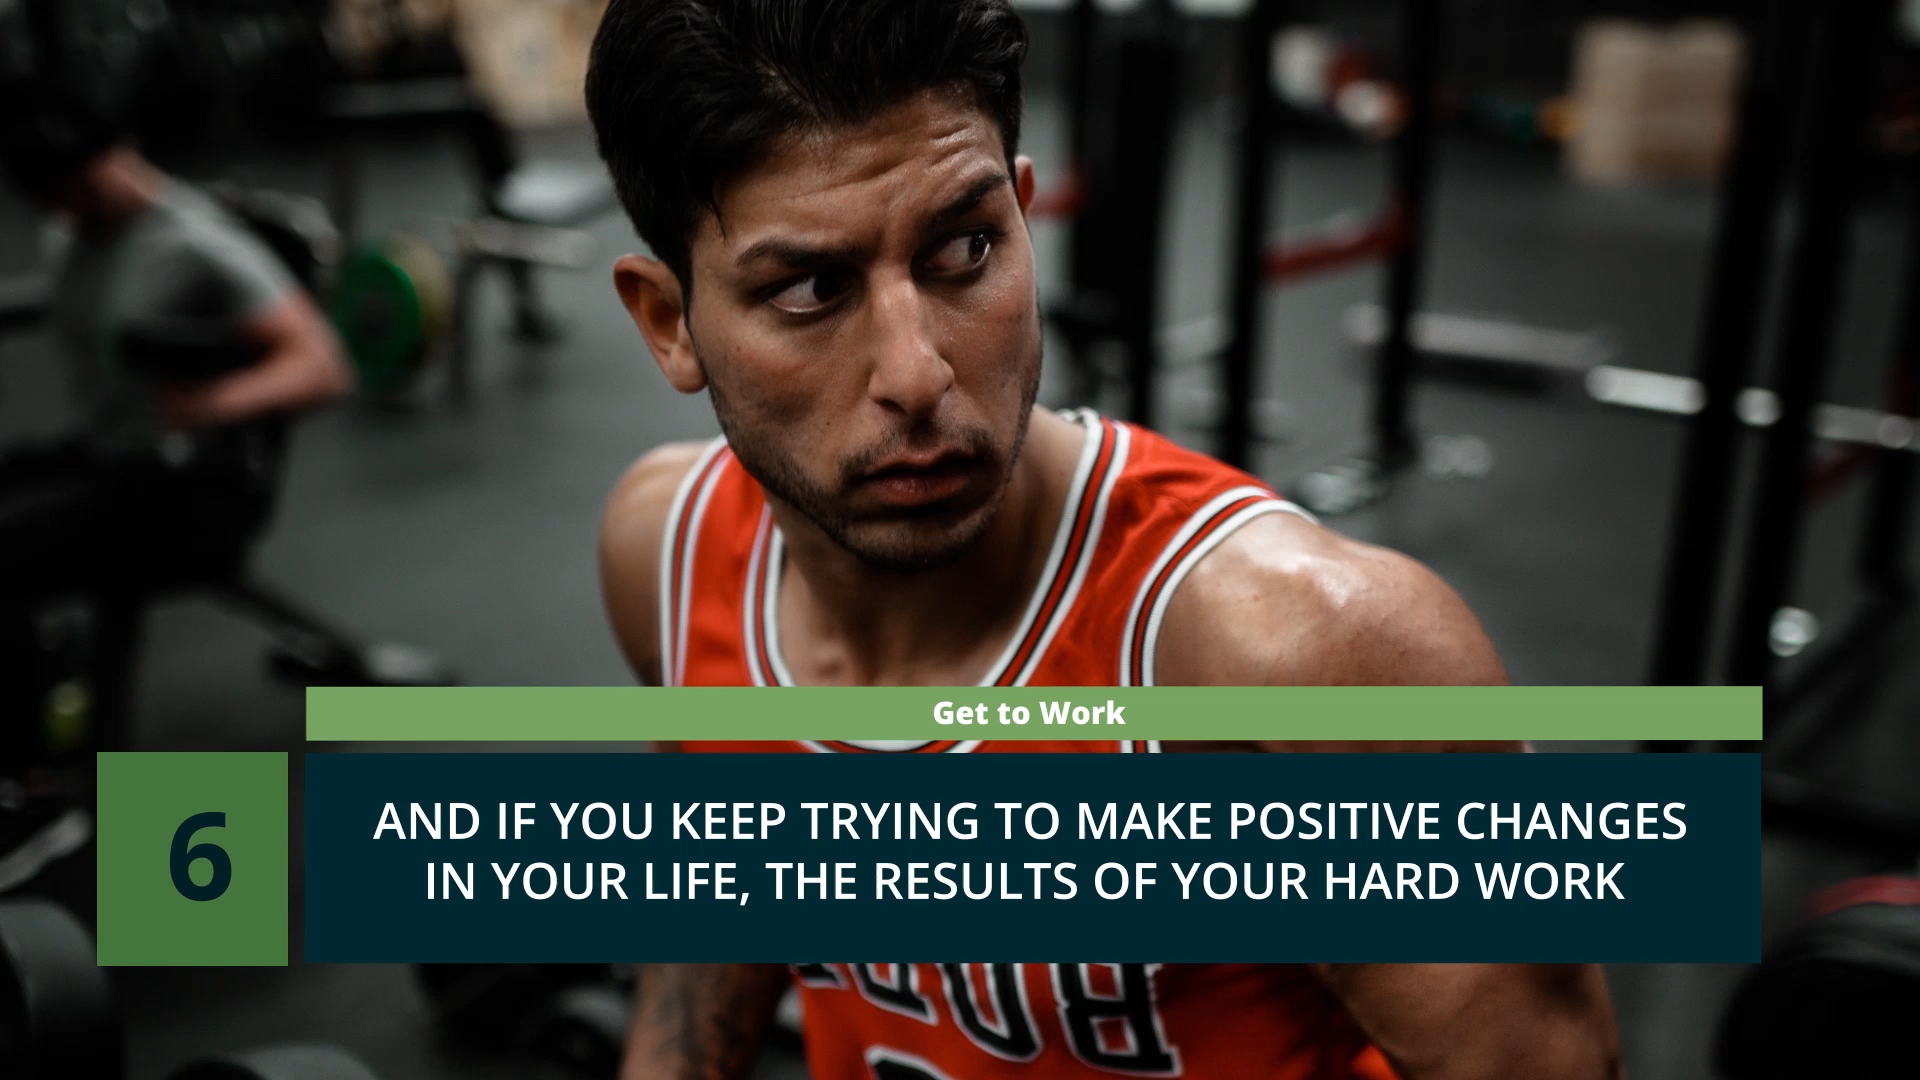 Get to Work
6
AND IF YOU KEEP TRYING TO MAKE POSITIVE CHANGES
IN YOUR LIFE, THE RESULTS OF YOUR HARD WORK